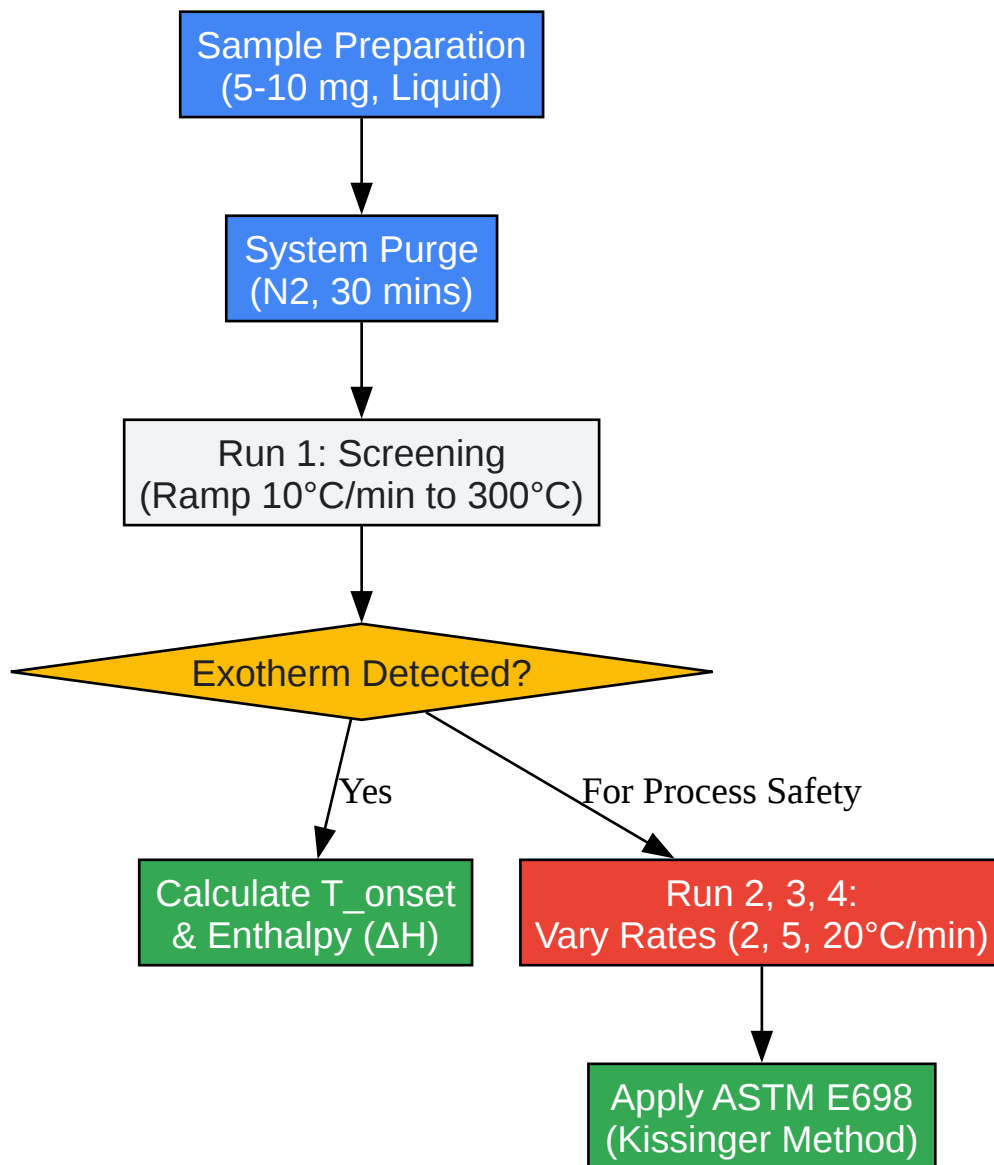 Sample Preparation
(5-10 mg, Liquid)
System Purge
(N2, 30 mins)
Run 1: Screening
(Ramp 10°C/min to 300°C)
Exotherm Detected?
Yes
For Process Safety
Calculate T_onset
& Enthalpy (ΔH)
Run 2, 3, 4:
Vary Rates (2, 5, 20°C/min)
Apply ASTM E698
(Kissinger Method)